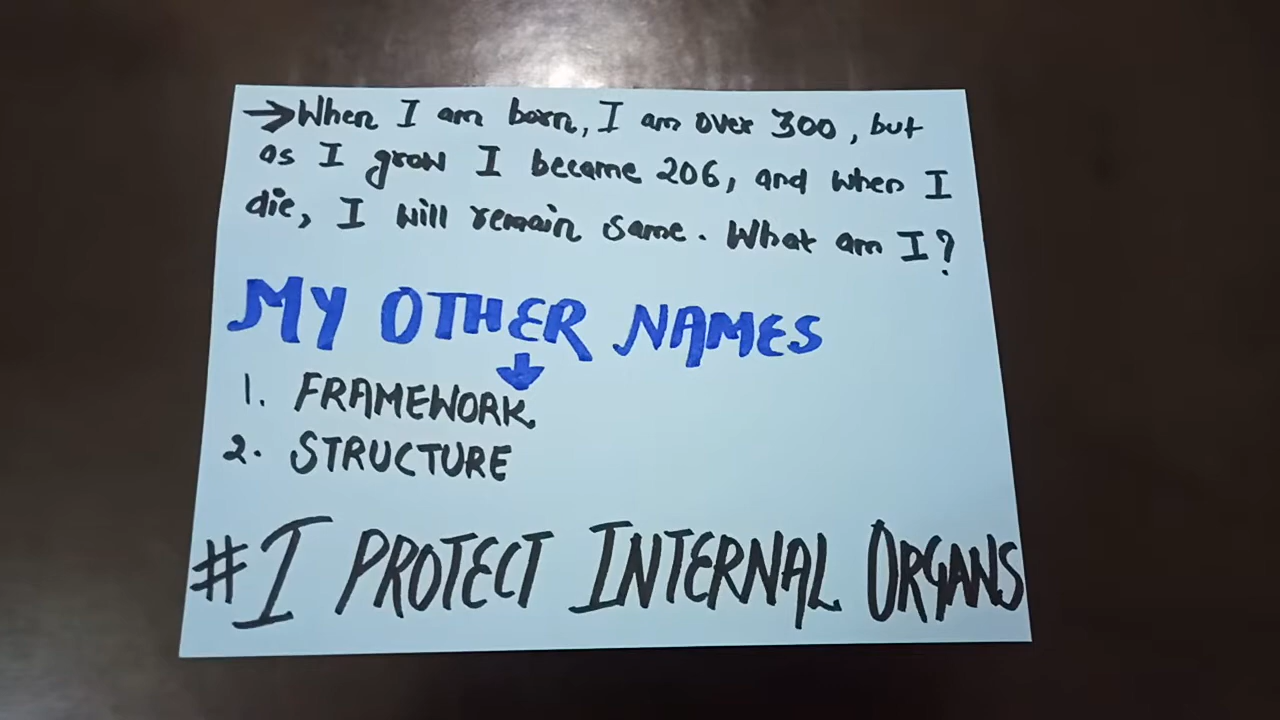 →When I am born, I am over 300, but
as I grow I became 206, and when I
die, I will remain same. What am I?
MY OTHER NAMES
1. FRAMEWORK.
2. STRUCTURE
#I PROTECT INTERNAL ORGANS